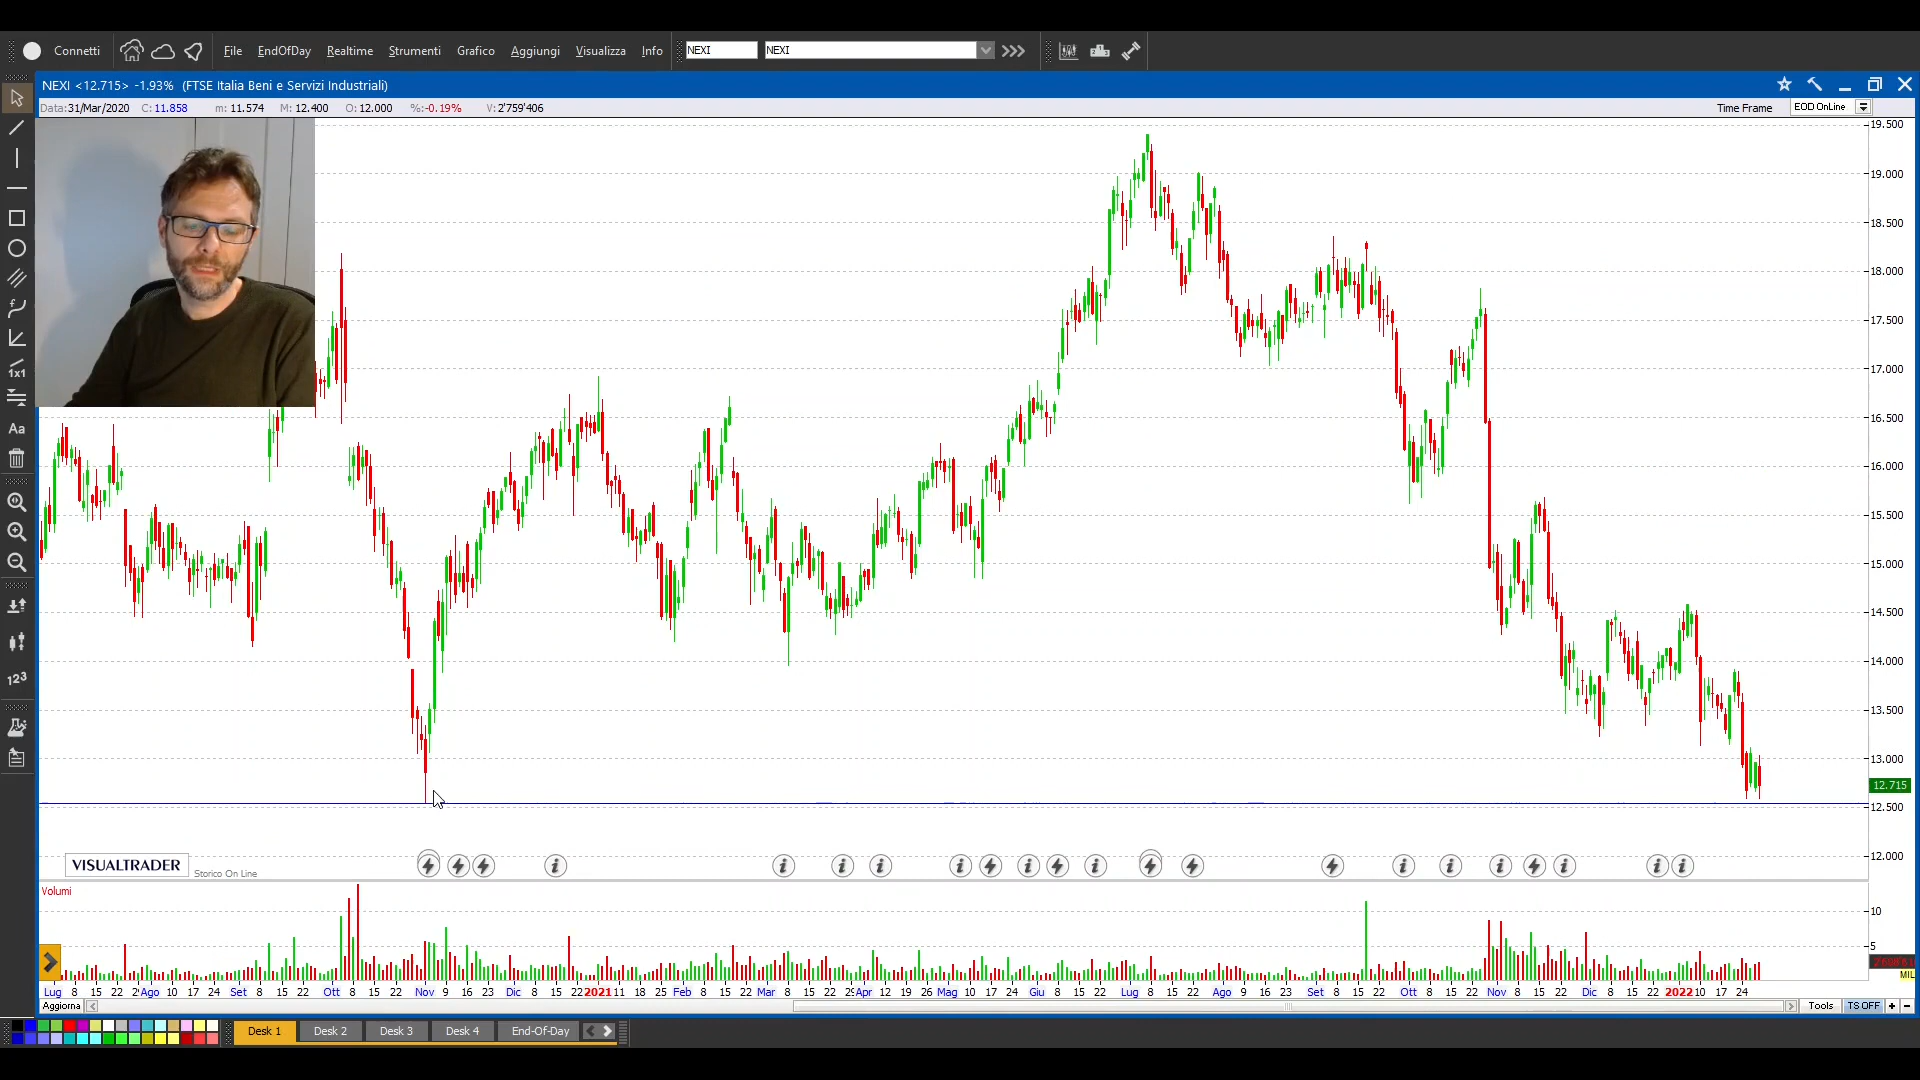 Connetti File EndOfDay Realtime Strumenti Grafico Aggiungi Visualizza Info NEXI NEXI
NEXI <12.715> -1.93% (FTSE Italia Beni e Servizi Industriali)
Data:31/Mar/2020 C:11.858 m:11.574 M:12.400 O:12.000 %:-0.19% V:2'759'406 Time Frame EOD OnLine
19.500
19.000
18.500
18.000
17.500
17.000
16.500
16.000
15.500
15.000
14.500
14.000
13.500
13.000
12.715
12.500
12.000
1x1
Aa
123
VISUALTRADER Storico On Line
Volumi
10
5
MIL
Lug 8 15 22 Ago 10 17 24 Set 8 15 22 Ott 8 15 22 Nov 9 16 23 Dic 8 15 22 2021 11 18 25 Feb 8 15 22 Mar 8 15 22 Apr 12 19 26 Mag 10 17 24 Giu 8 15 22 Lug 8 15 22 Ago 9 16 23 Set 8 15 22 Ott 8 15 22 Nov 8 15 22 Dic 8 15 22 2022 10 17 24
Aggiorna Tools TS OFF + -
Desk 1 Desk 2 Desk 3 Desk 4 End-Of-Day